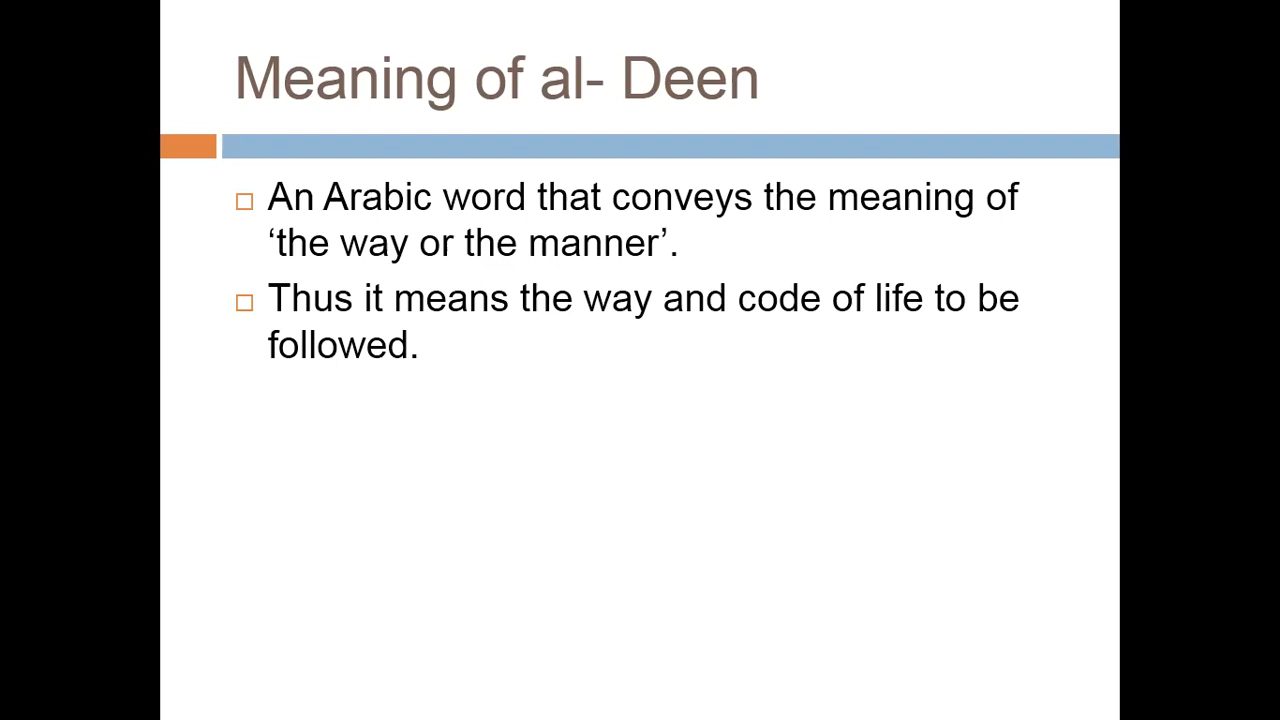 Meaning of al- Deen
An Arabic word that conveys the meaning of
‘the way or the manner’.
Thus it means the way and code of life to be
followed.